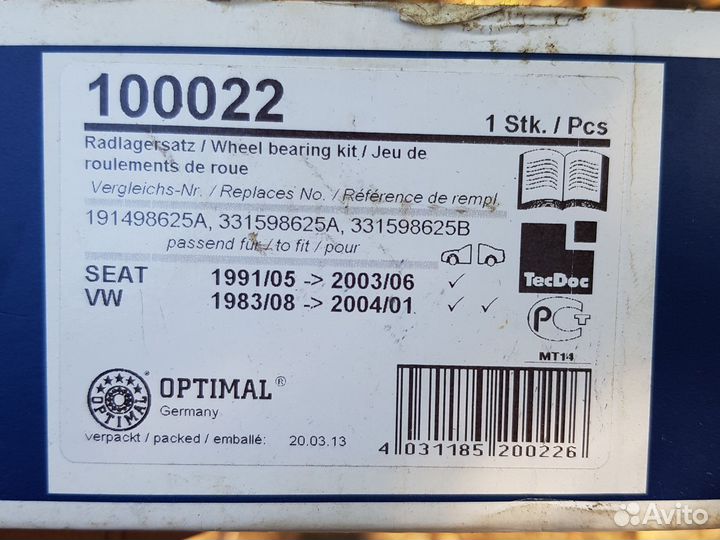 100022
1 Stk. / Pcs
Radlagersatz / Wheel bearing kit / Jeu de
roulements de roue
Vergleichs-Nr. / Replaces No. / Référence de rempl.
191498625A, 331598625A, 331598625B
passend für / to fit / pour
SEAT 1991/05 -> 2003/06 ✓
VW 1983/08 -> 2004/01 ✓ ✓
TecDoc
PCT
MT14
OPTIMAL
OPTIMAL®
Germany
verpackt / packed / emballé: 20.03.13
4 031185 200226
Avito